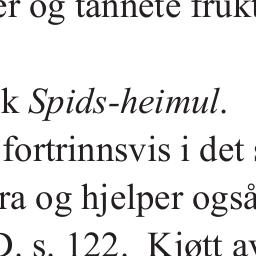 er og tannete frukt
k Spids-heimul.
fortrinnsvis i det s
ra og hjelper også
D. s. 122. Kjøtt av